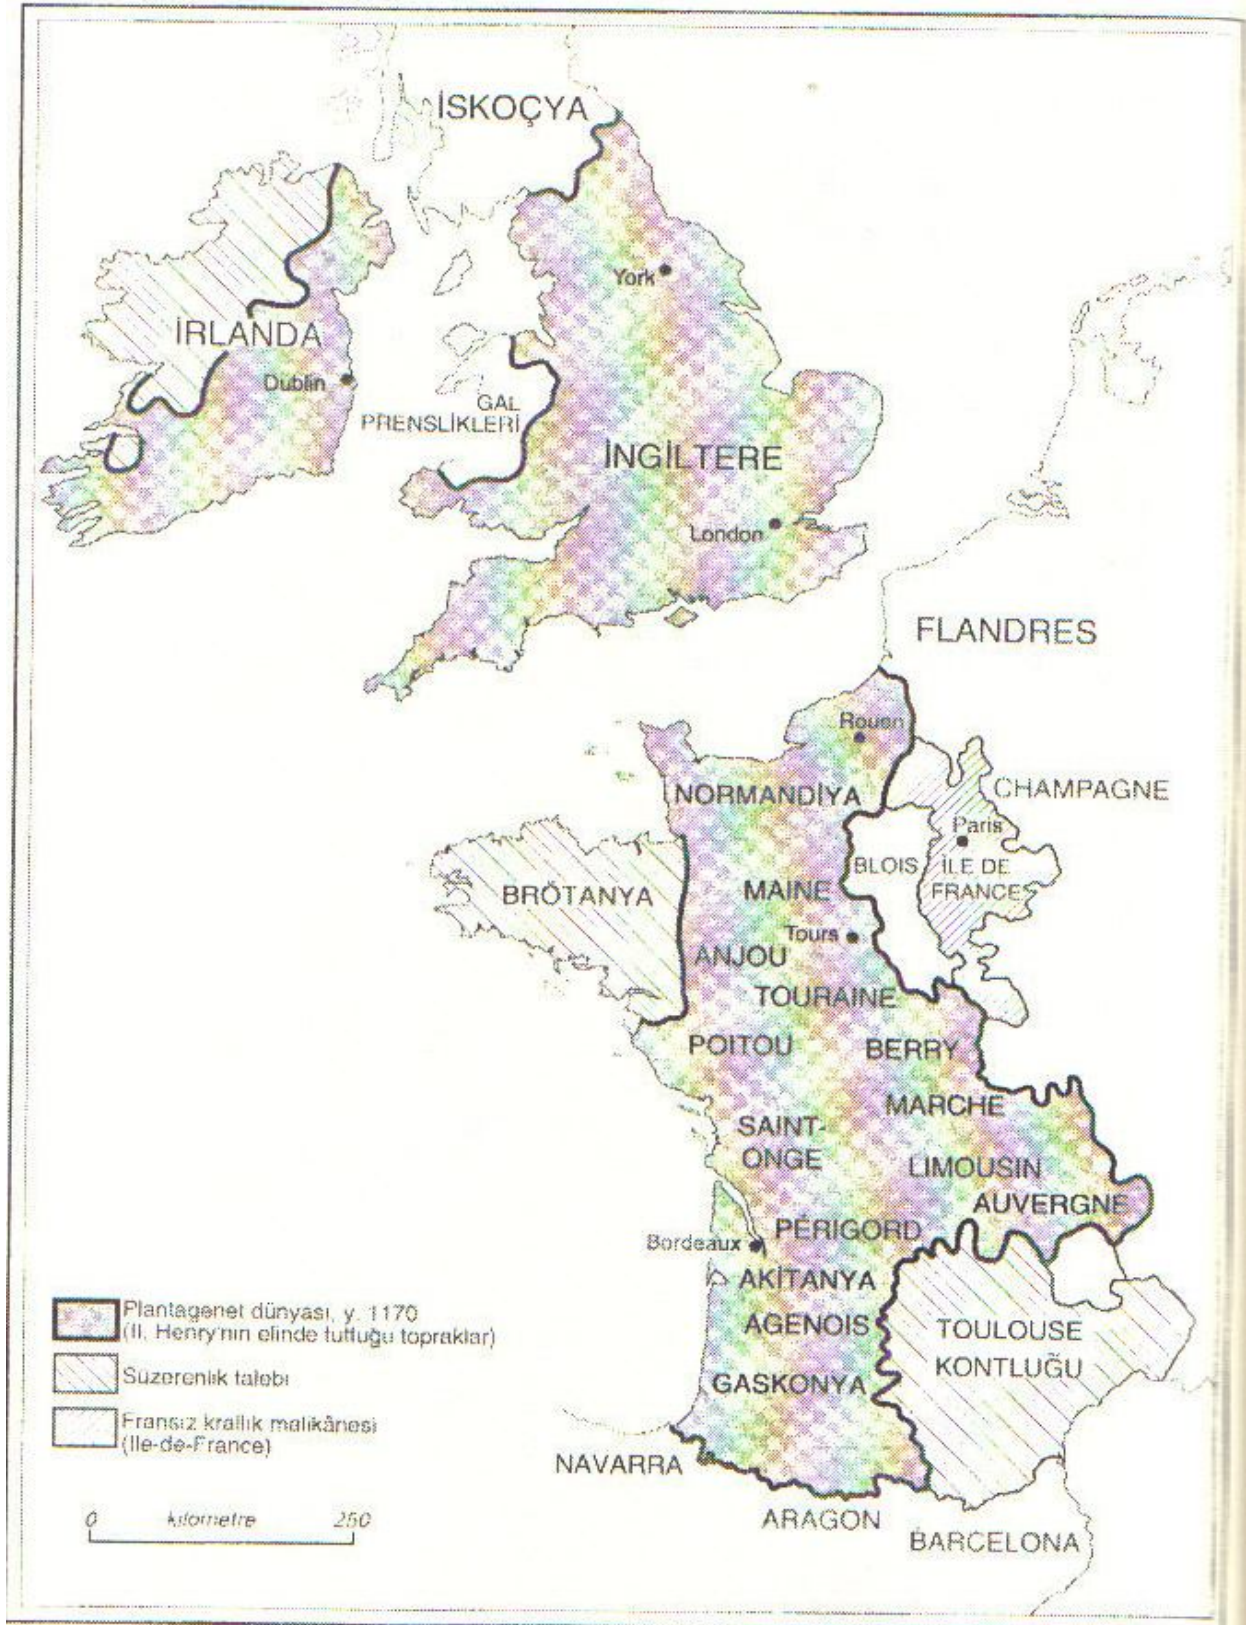 İSKOÇYA
York
İRLANDA
Dublin
GAL
PRENSLİKLERİ
İNGİLTERE
London
FLANDRES
Rouen
NORMANDİYA
CHAMPAGNE
Paris
BLOIS
İLE DE
FRANCE
BRÖTANYA
MAINE
Tours
ANJOU
TOURAINE
POITOU
BERRY
MARCHE
SAINT-
ONGE
LIMOUSIN
AUVERGNE
PÉRIGORD
Bordeaux
AKİTANYA
AGENOIS
TOULOUSE
KONTLUĞU
GASKONYA
NAVARRA
ARAGON
BARCELONA
Plantagenet dünyası, y. 1170
(II. Henry'nin elinde tuttuğu topraklar)
Süzerenlik talebi
Fransız krallık malikânesi
(Ile-de-France)
0 kilometre 250